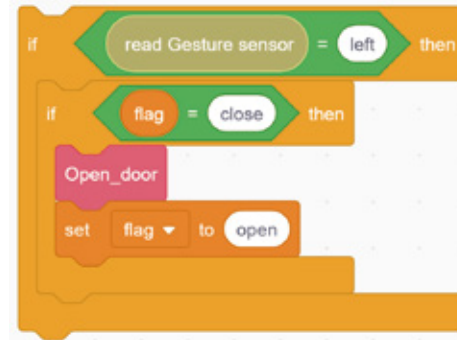 if read Gesture sensor = left then
if flag = close then
Open_door
set flag to open